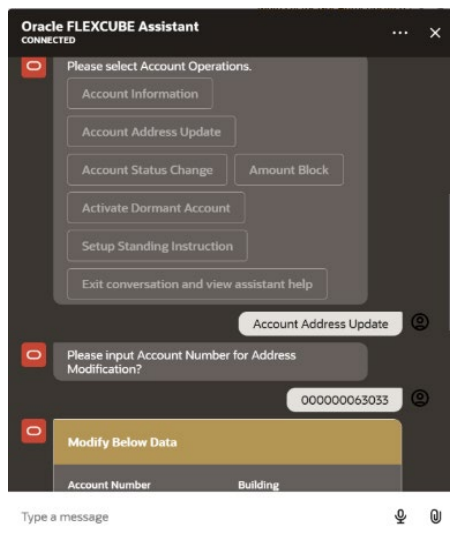 Oracle FLEXCUBE Assistant
CONNECTED
Please select Account Operations.
Account Information
Account Address Update
Account Status Change
Amount Block
Activate Dormant Account
Setup Standing Instruction
Exit conversation and view assistant help
Account Address Update
Please input Account Number for Address
Modification?
000000063033
Modify Below Data
Account Number Building
Type a message